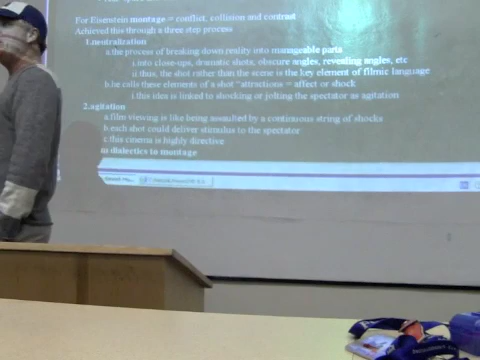 For Eisenstein montage = conflict, collision and contrast
Achieved this through a three step process
1.neutralization
a.the process of breaking down reality into manageable parts
i.into close-ups, dramatic shots, obscure angles, revealing angles, etc
ii.thus, the shot rather than the scene is the key element of filmic language
b.he calls these elements of a shot "attractions = affect or shock
i.this idea is linked to shocking or jolting the spectator as agitation
2.agitation
a.film viewing is like being assaulted by a continuous string of shocks
b.each shot could deliver stimulus to the spectator
c.this cinema is highly directive
dialectics in montage